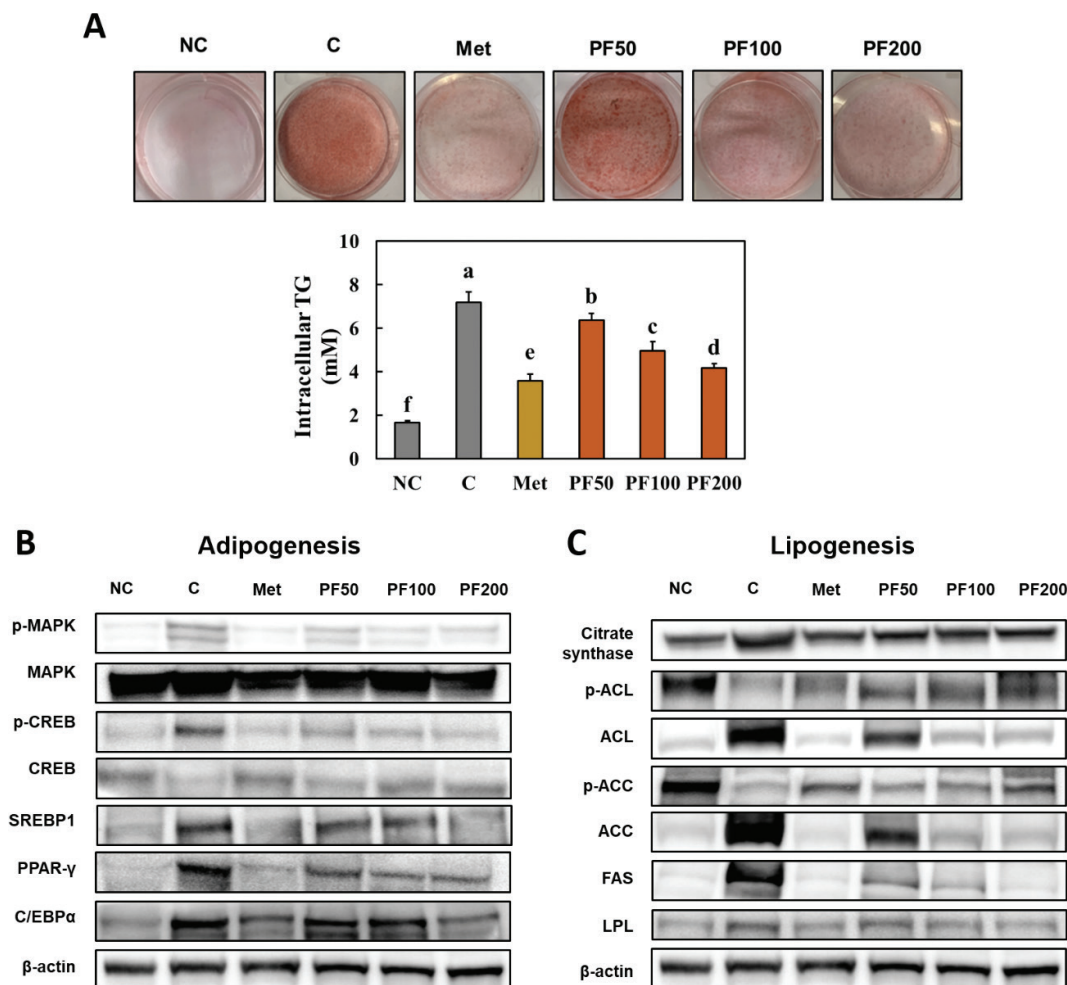 A
NC C Met PF50 PF100 PF200
10
8
6
4
2
0
Intracellular TG
(mM)
f a e b c d
NC C Met PF50 PF100 PF200
B Adipogenesis
NC C Met PF50 PF100 PF200
p-MAPK
MAPK
p-CREB
CREB
SREBP1
PPAR-γ
C/EBPα
β-actin
C Lipogenesis
NC C Met PF50 PF100 PF200
Citrate
synthase
p-ACL
ACL
p-ACC
ACC
FAS
LPL
β-actin